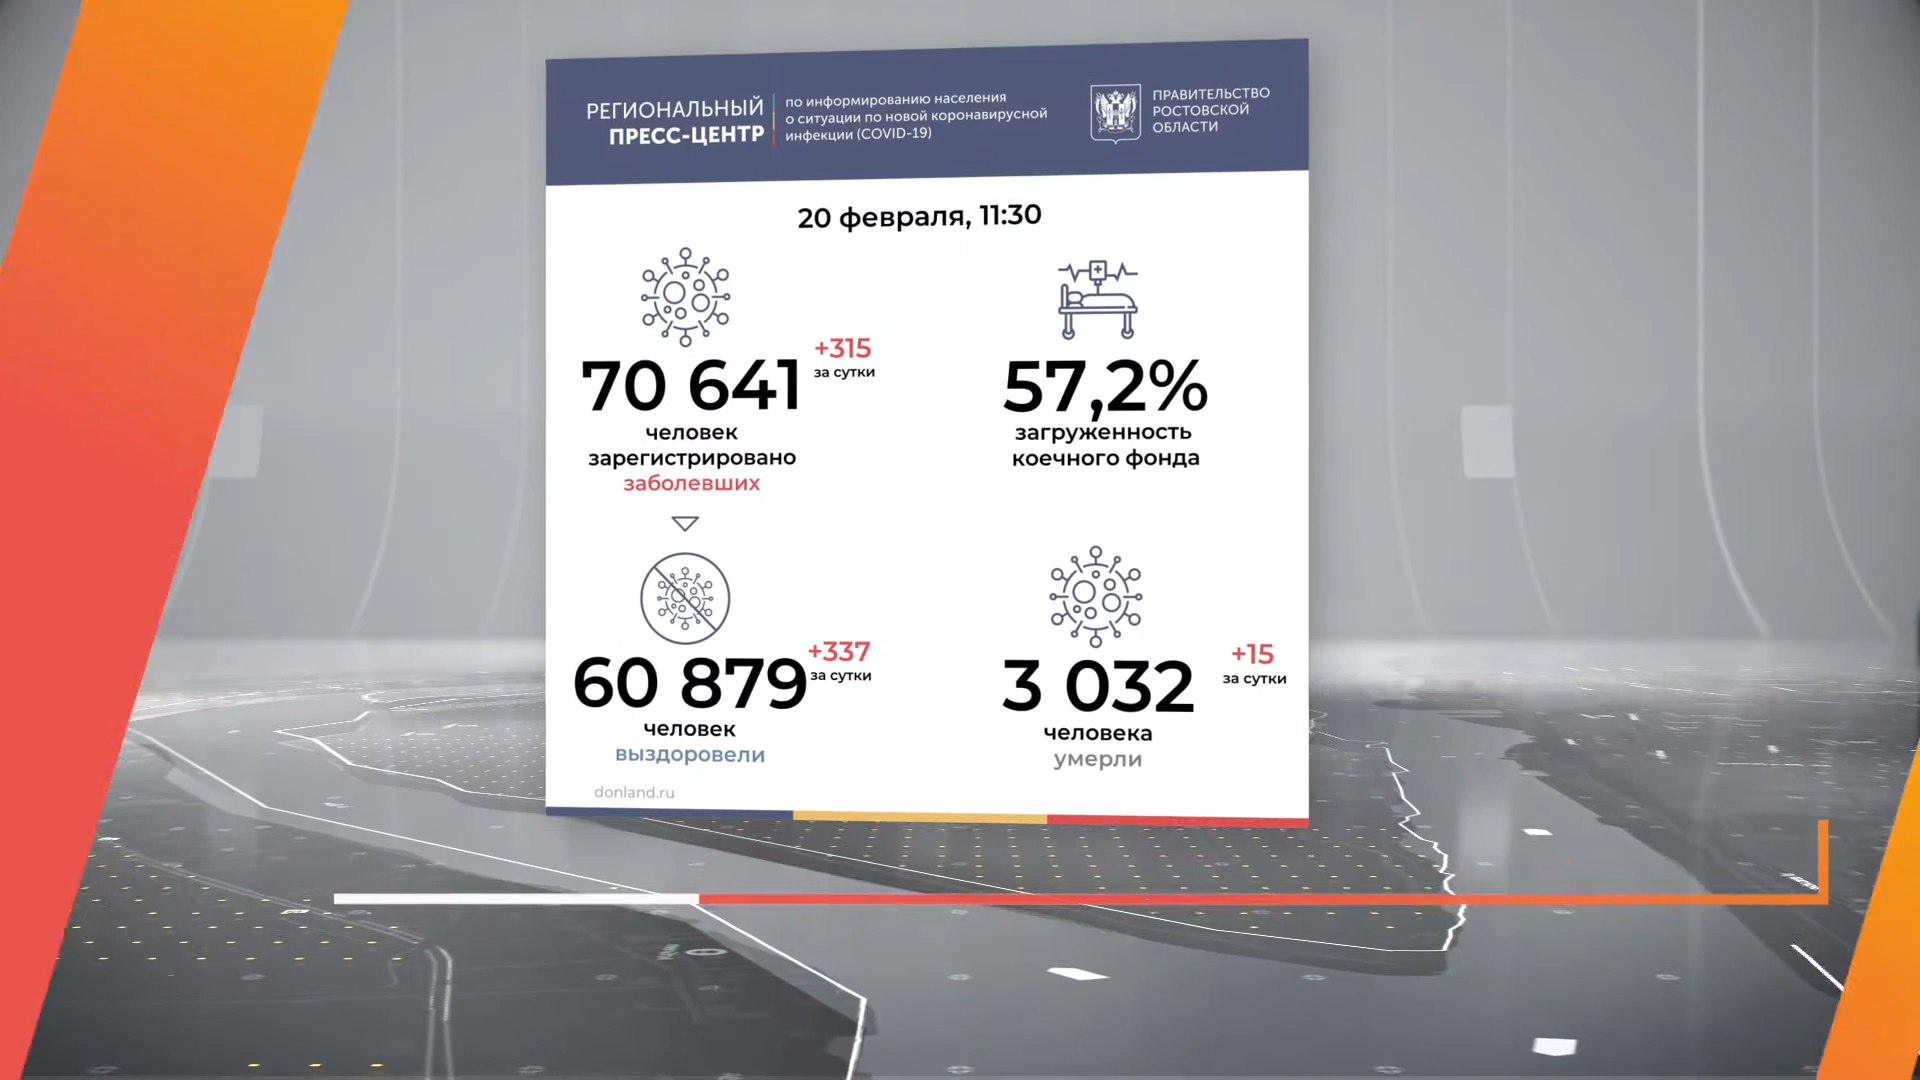 РЕГИОНАЛЬНЫЙ
ПРЕСС-ЦЕНТР
по информированию населения
о ситуации по новой коронавирусной
инфекции (COVID-19)
ПРАВИТЕЛЬСТВО
РОСТОВСКОЙ
ОБЛАСТИ
20 февраля, 11:30
70 641
+315
за сутки
человек
зарегистрировано
заболевших
57,2%
загруженность
коечного фонда
60 879
+337
за сутки
человек
выздоровели
3 032
+15
за сутки
человека
умерли
donland.ru